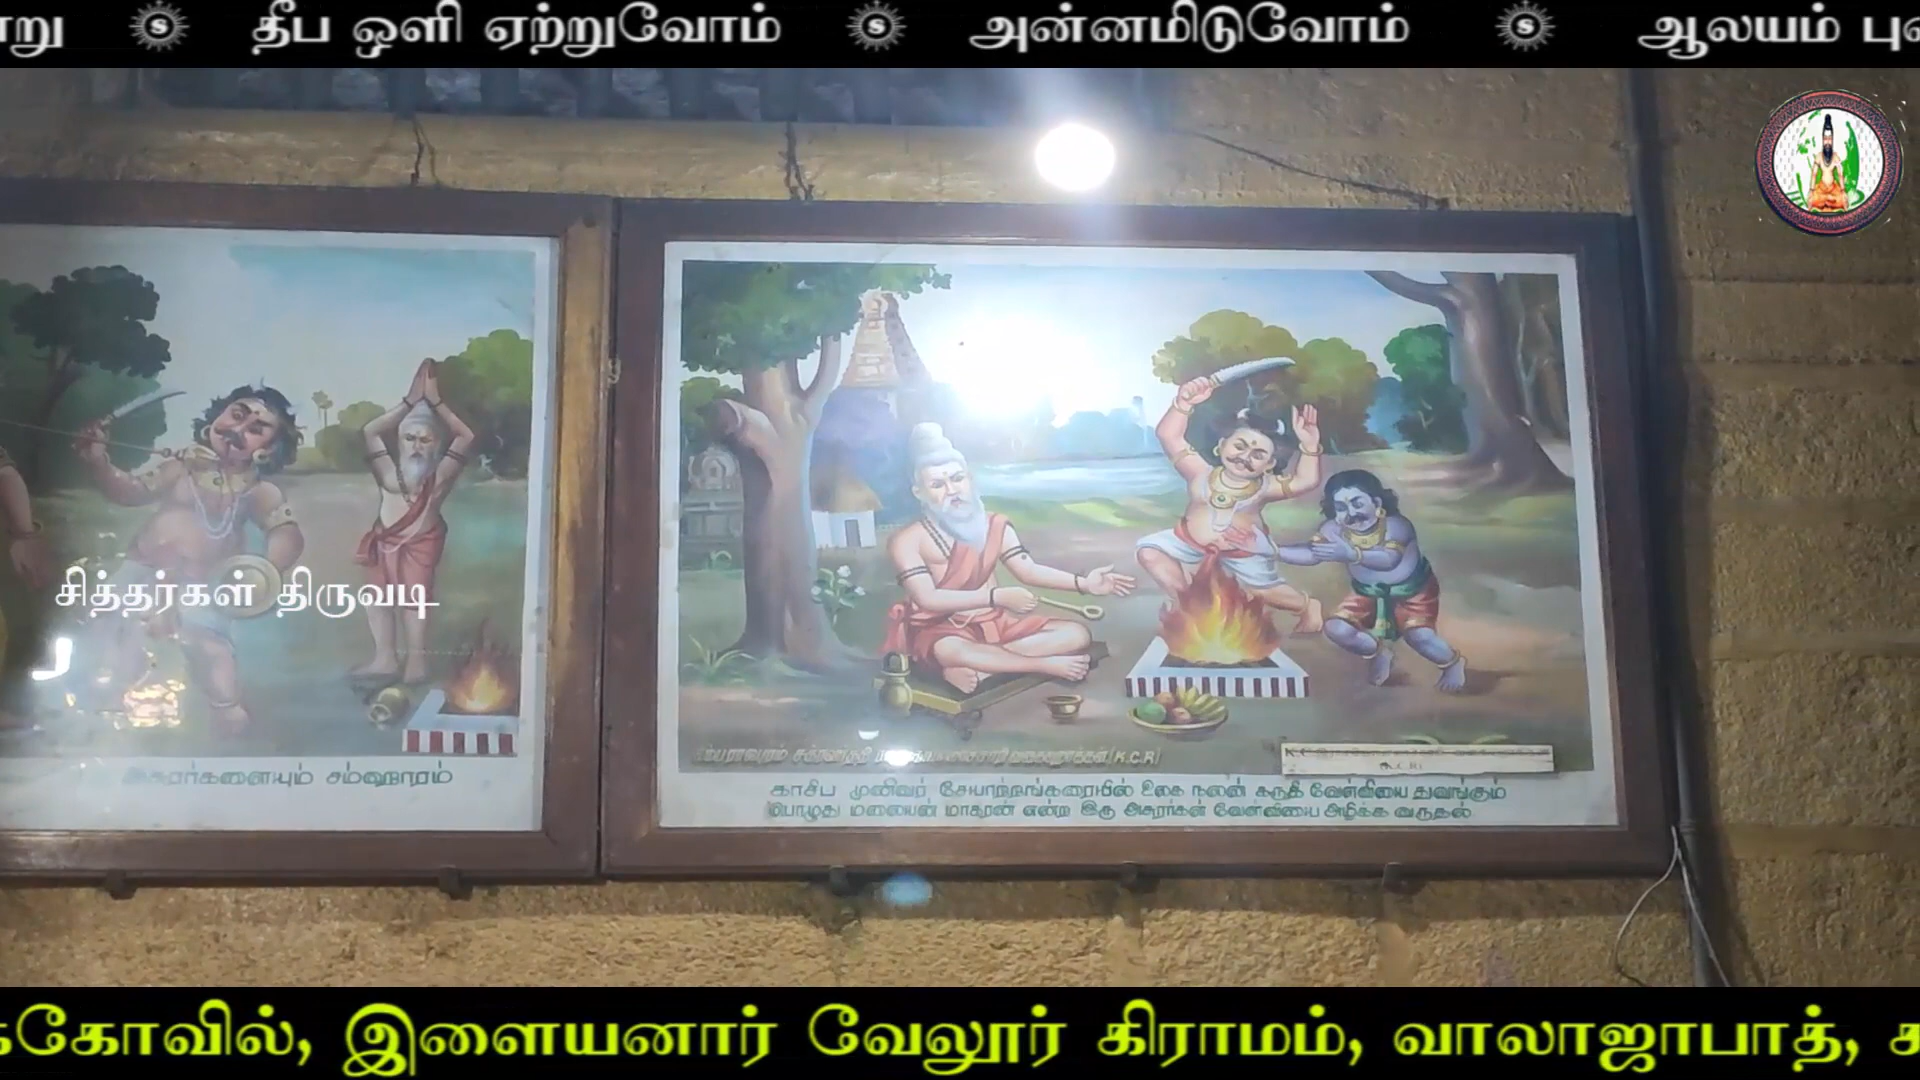 ன்று தீப ஒளி ஏற்றுவோம் அன்னமிடுவோம் ஆலயம் பு
சித்தர்கள் திருவடி
அசுரர்களையும் சம்ஹாரம்
(K.C.R)
காசீப முனிவர் சேயாற்றங்கரையில் உலக நலன் கருதி வேள்வியை துவங்கும்
பொழுது மலையன் மாகரன் என்ற இரு அசுரர்கள் வேள்வியை அழிக்க வருதல்
க்கோவில், இளையனார் வேலூர் கிராமம், வாலாஜாபாத்,